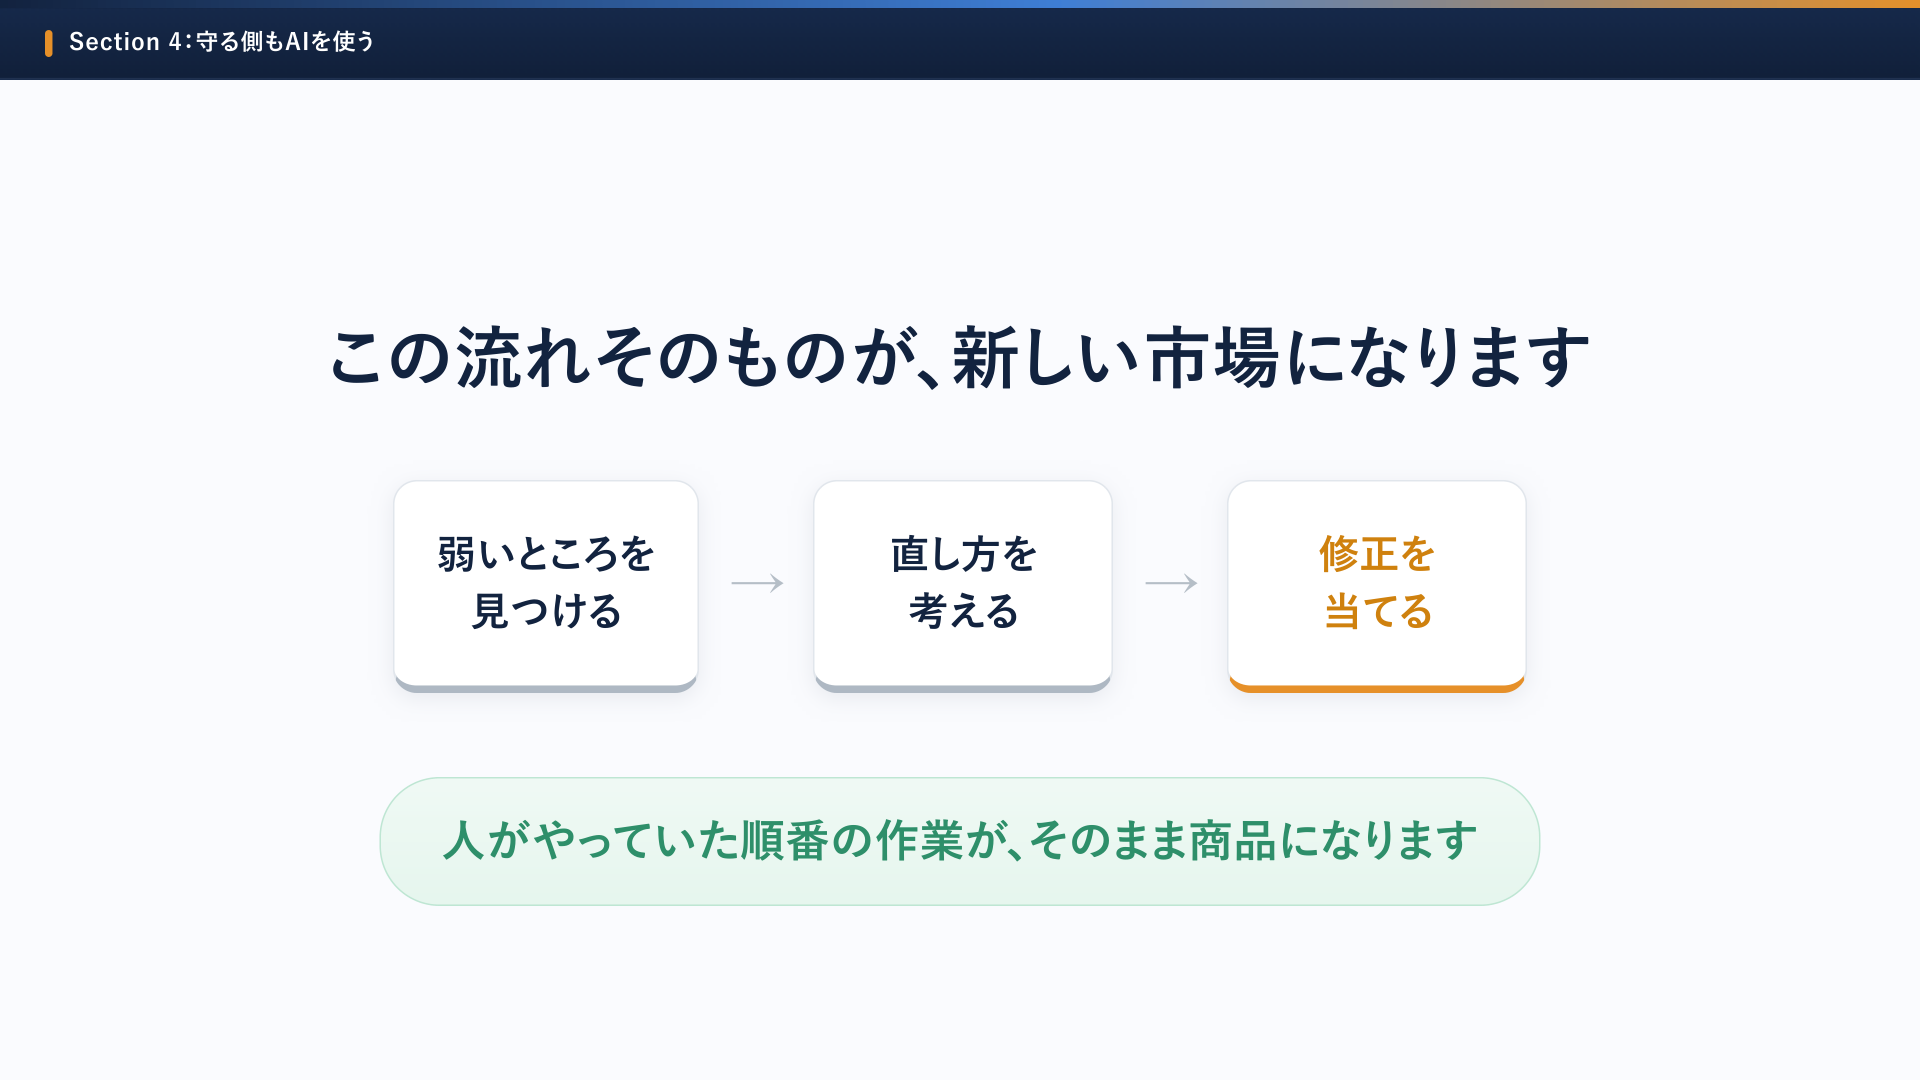 Section 4：守る側もAIを使う
この流れそのものが、新しい市場になります
弱いところを
見つける
直し方を
考える
修正を
当てる
人がやっていた順番の作業が、そのまま商品になります